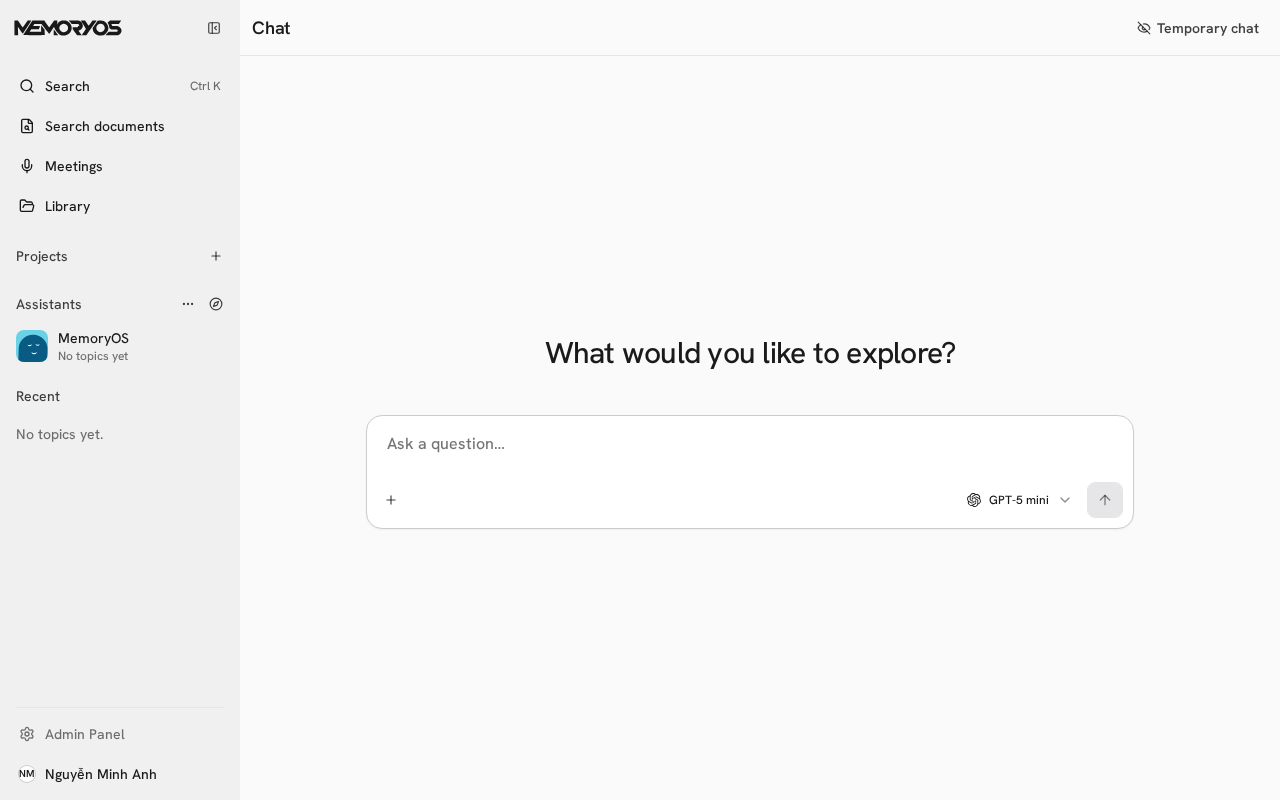 MEMORYOS
Search
Ctrl K
Search documents
Meetings
Library
Projects
Assistants
MemoryOS
No topics yet
Recent
No topics yet.
Admin Panel
NM
Nguyễn Minh Anh
Chat
Temporary chat
What would you like to explore?
Ask a question...
GPT-5 mini